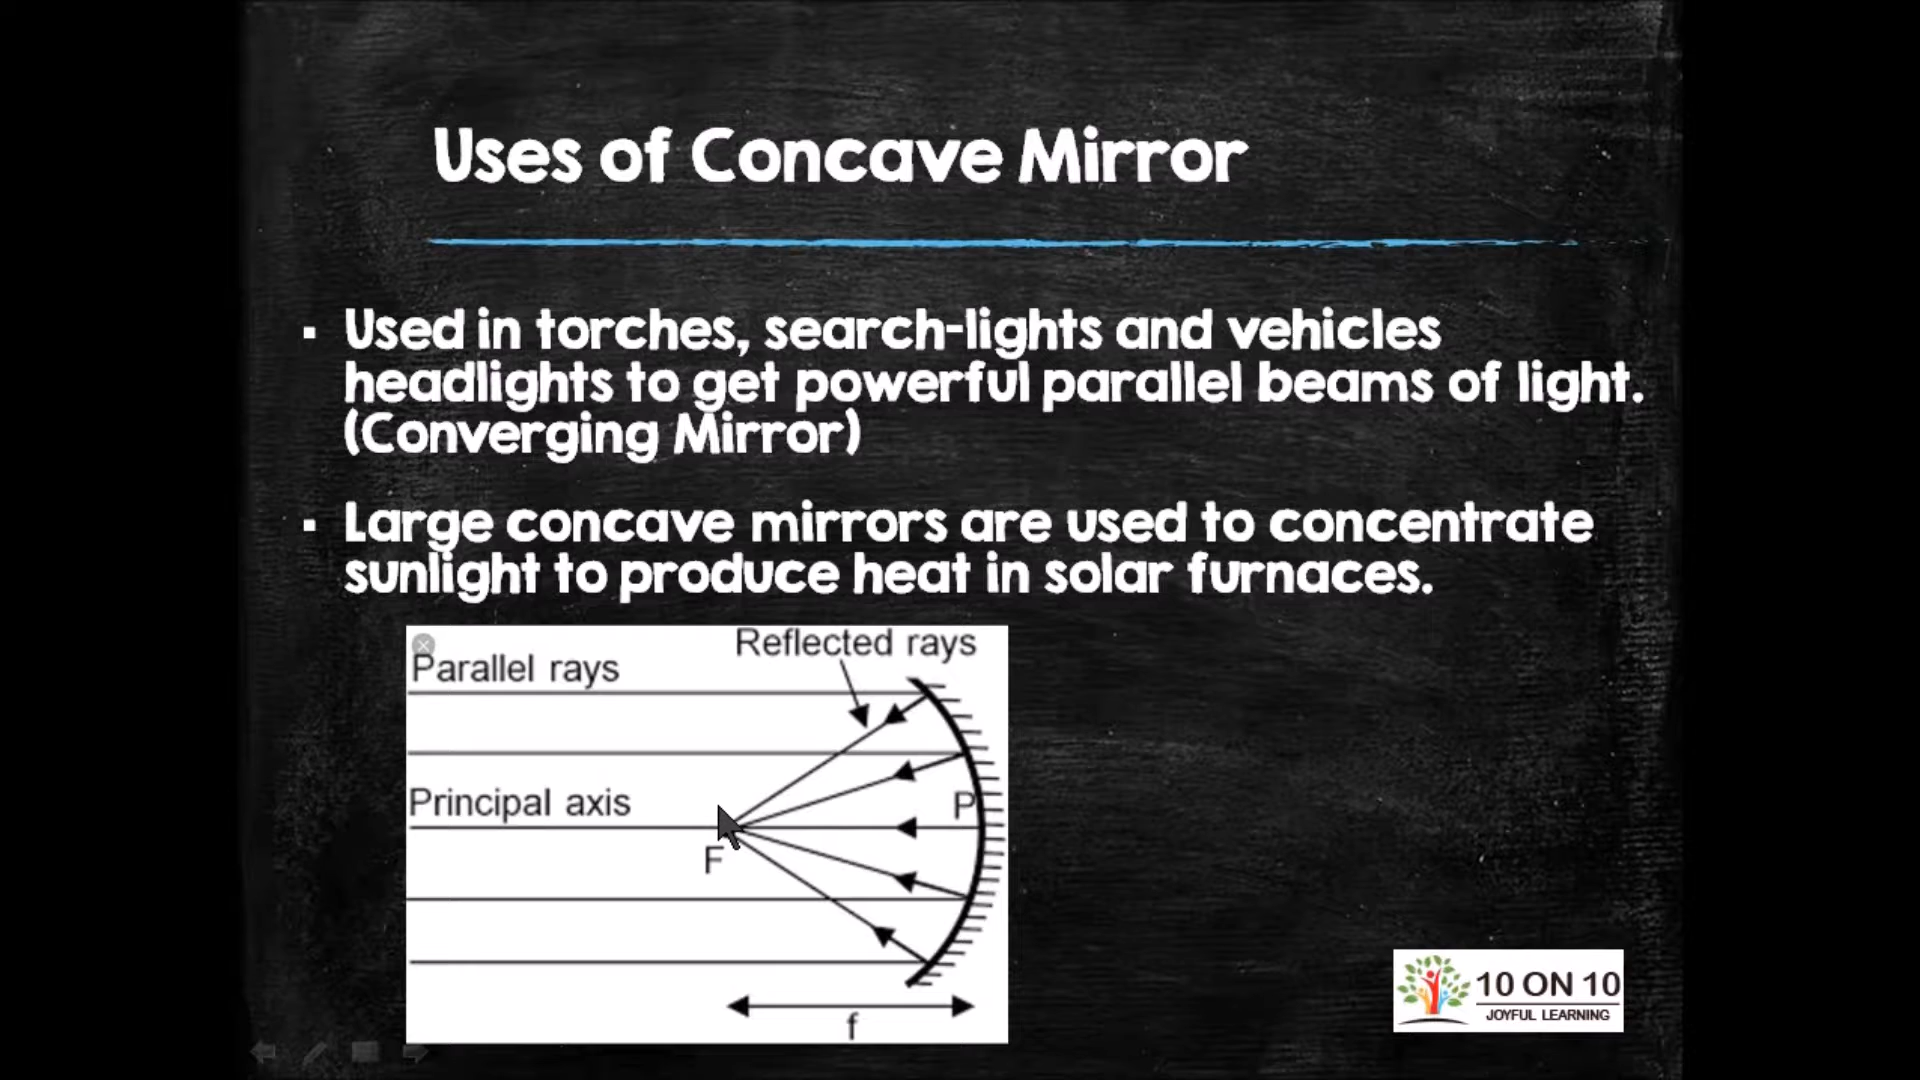 Uses of Concave Mirror
▪ Used in torches, search-lights and vehicles
headlights to get powerful parallel beams of light.
(Converging Mirror)
▪ Large concave mirrors are used to concentrate
sunlight to produce heat in solar furnaces.
Reflected rays
Parallel rays
Principal axis
P
F
f
10 ON 10
JOYFUL LEARNING